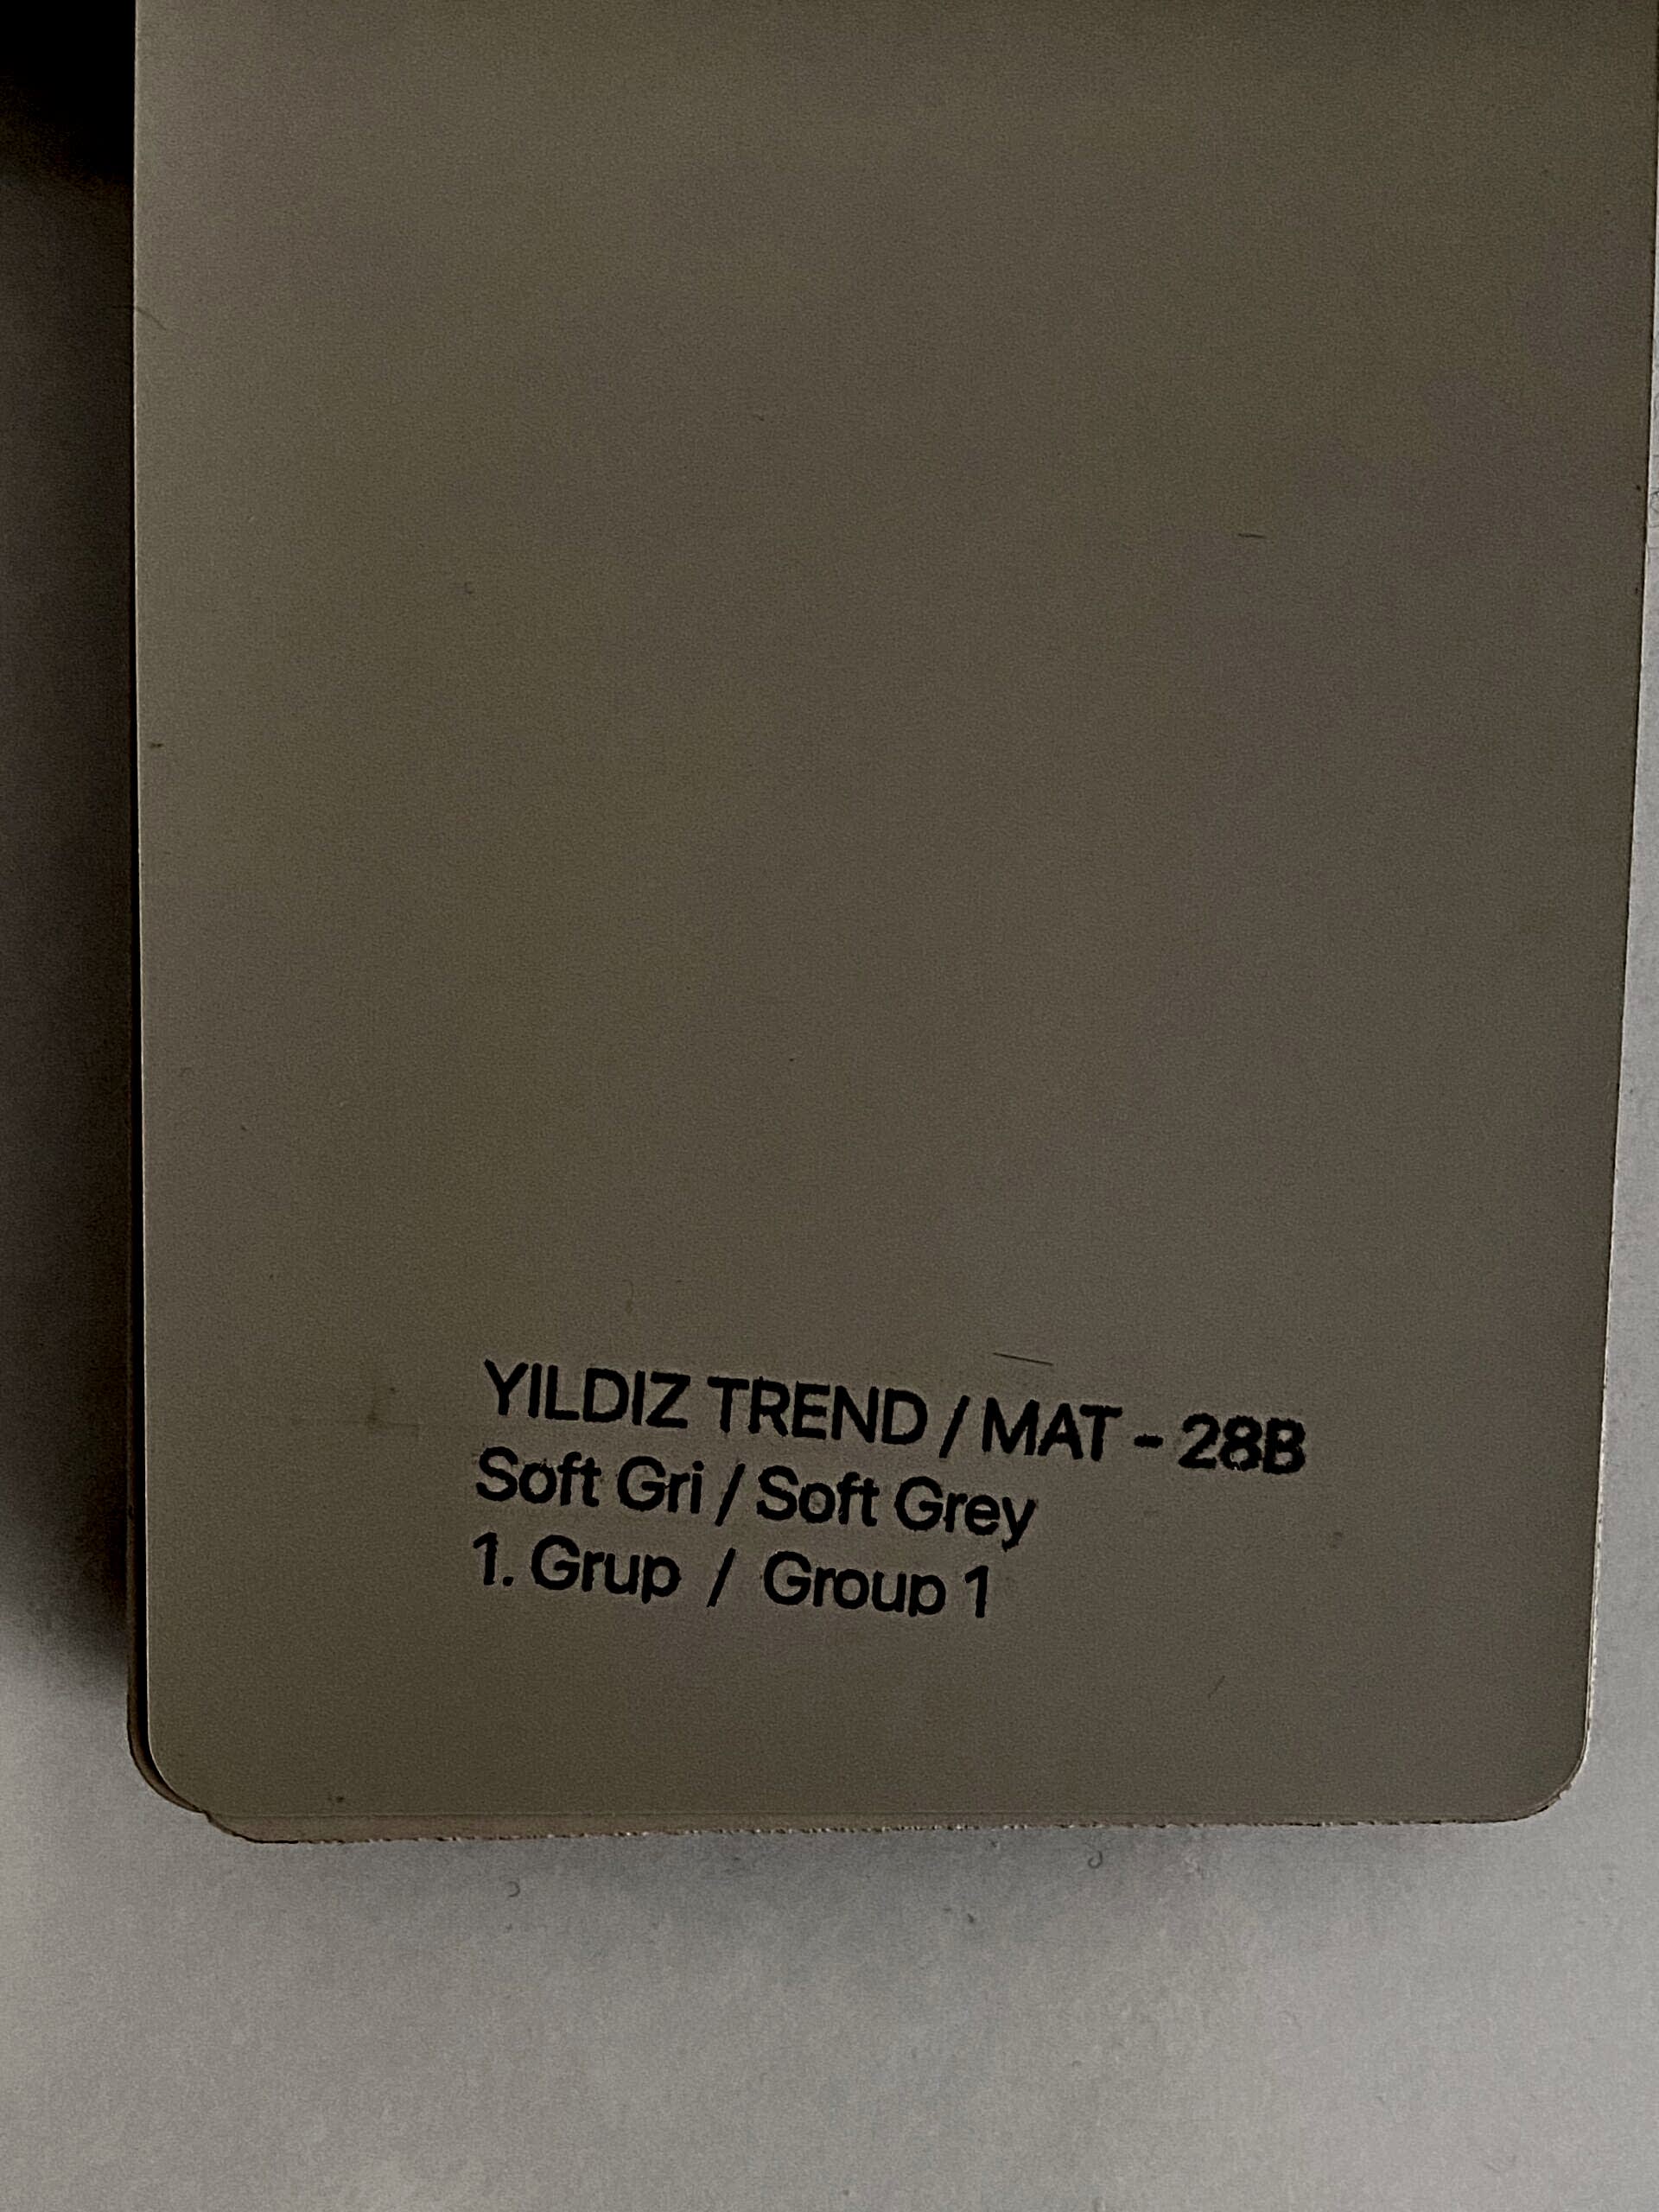 YILDIZ TREND / MAT - 28B
Soft Gri / Soft Grey
1. Grup / Group 1